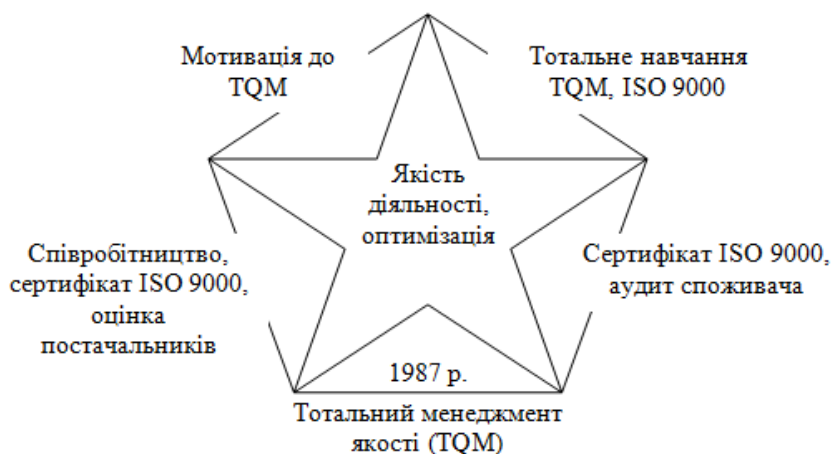 Мотивація до
TQM
Тотальне навчання
TQM, ISO 9000
Якість
діяльності,
оптимізація
Співробітництво,
сертифікат ISO 9000,
оцінка
постачальників
Сертифікат ISO 9000,
аудит споживача
1987 р.
Тотальний менеджмент
якості (TQM)